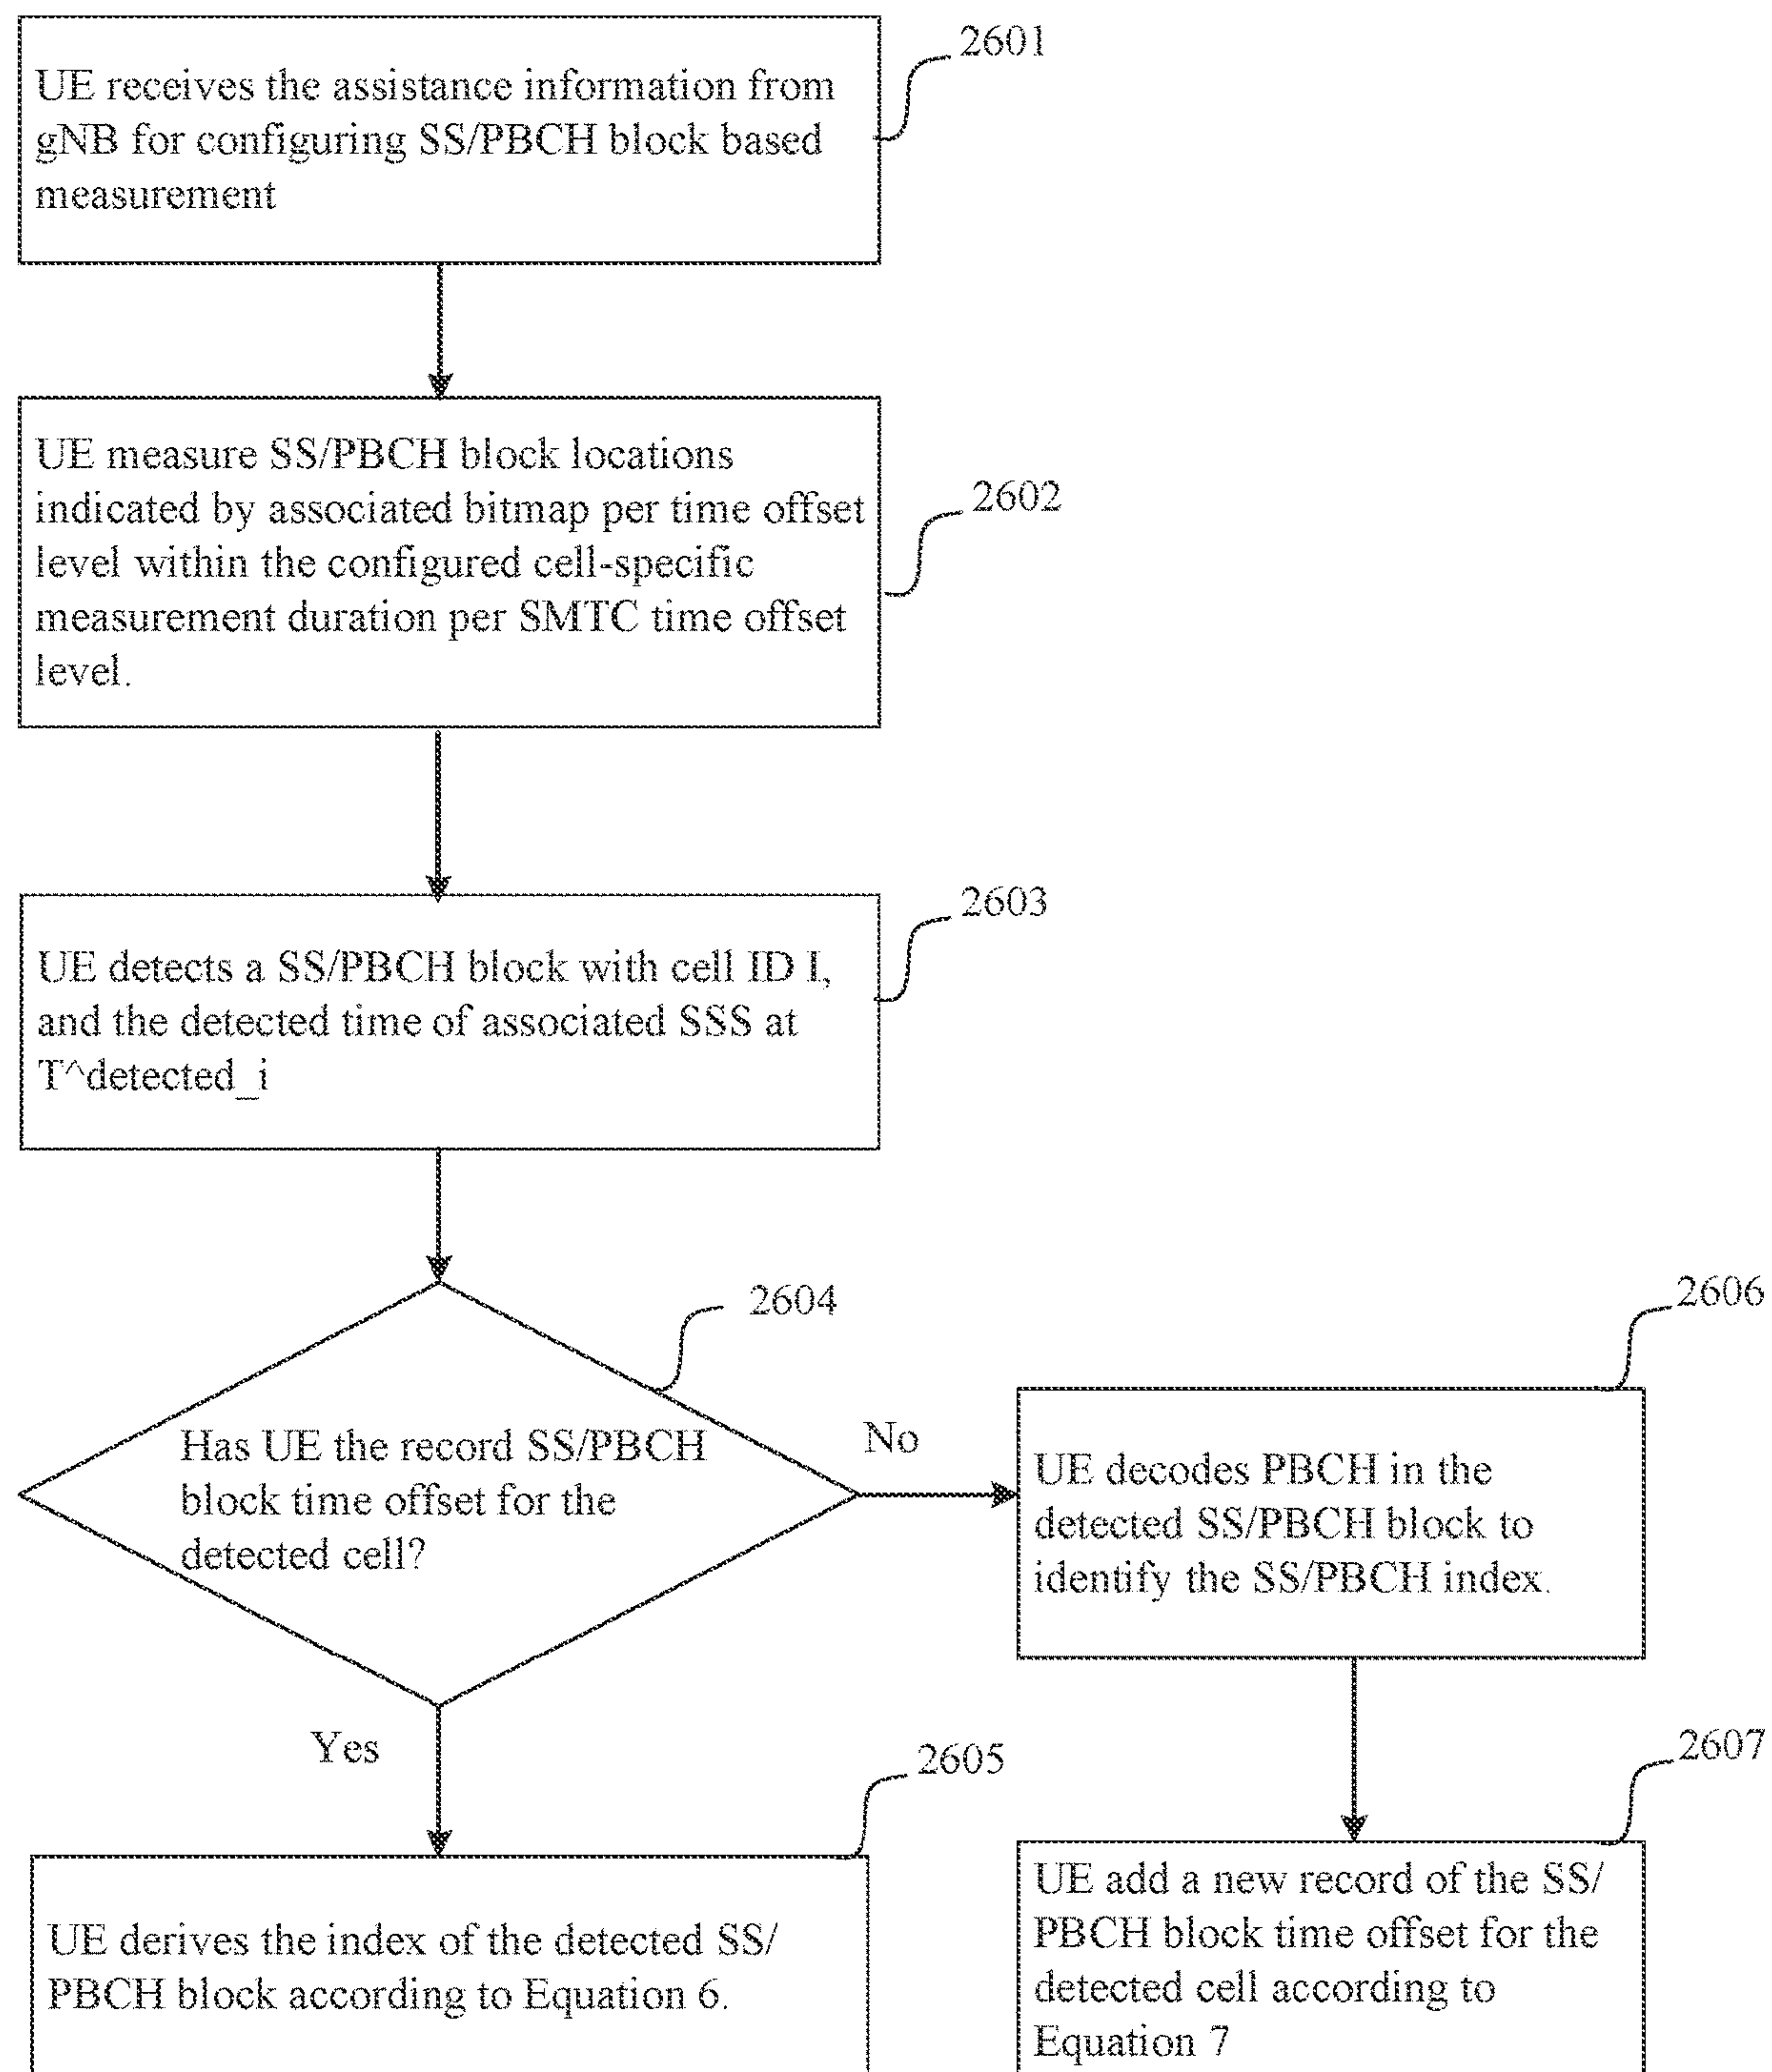 2601
UE receives the assistance information from
gNB for configuring SS/PBCH block based
measurement
UE measure SS/PBCH block locations
indicated by associated bitmap per time offset
level within the configured cell-specific
measurement duration per SMTC time offset
level.
2602
2603
UE detects a SS/PBCH block with cell ID I,
and the detected time of associated SSS at
T^detected_i
2604
Has UE the record SS/PBCH
block time offset for the
detected cell?
No
Yes
2606
UE decodes PBCH in the
detected SS/PBCH block to
identify the SS/PBCH index.
2605
UE derives the index of the detected SS/
PBCH block according to Equation 6.
2607
UE add a new record of the SS/
PBCH block time offset for the
detected cell according to
Equation 7